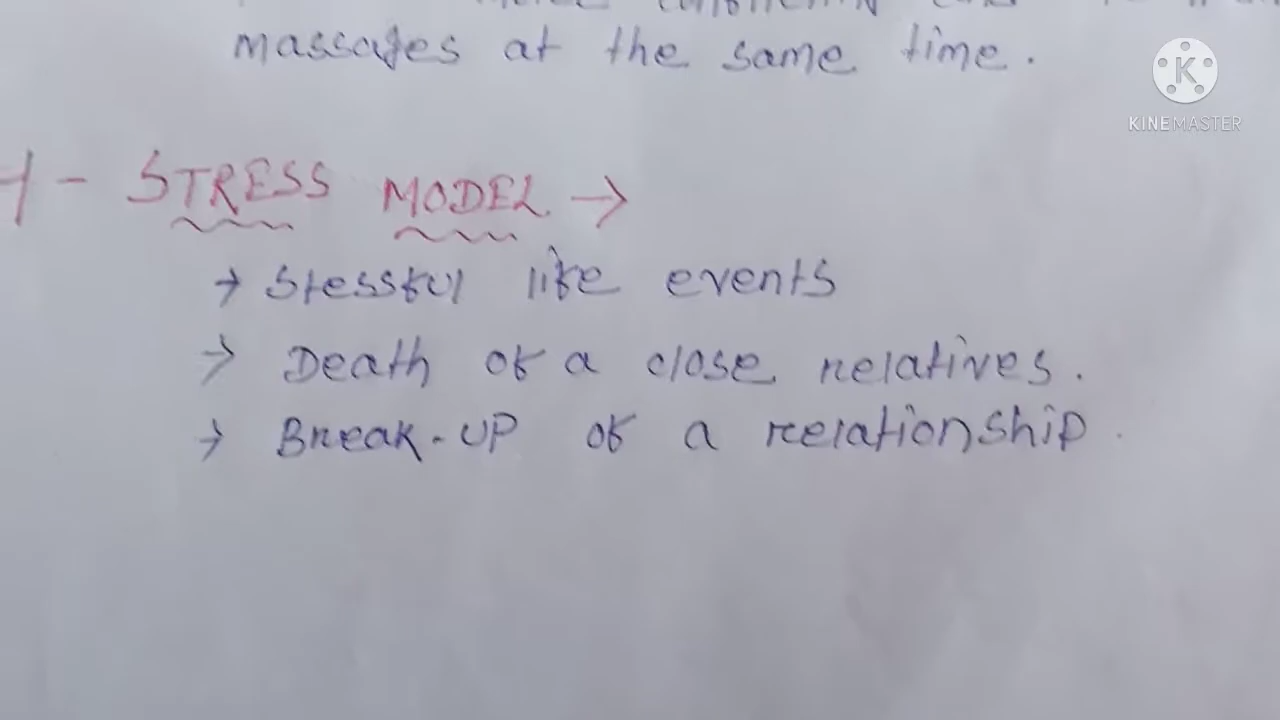 massages at the same time.
KINEMASTER
- STRESS MODEL →
→ Stessful life events
→ Death of a close relatives.
→ Break-UP of a relationship.